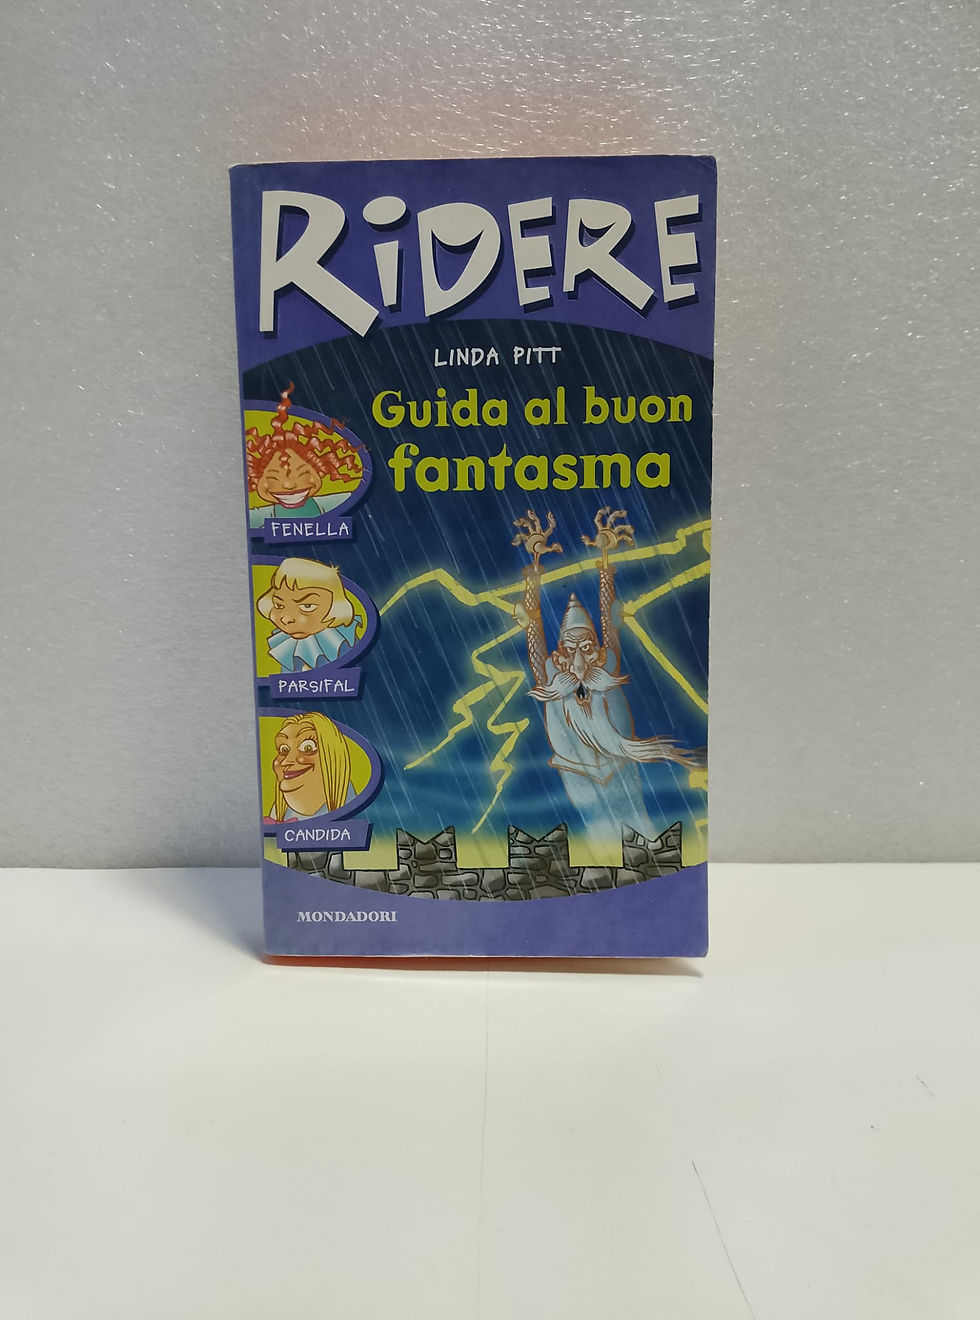 RiDERE
LINDA PITT
Guida al buon
fantasma
FENELLA
PARSIFAL
CANDIDA
MONDADORI